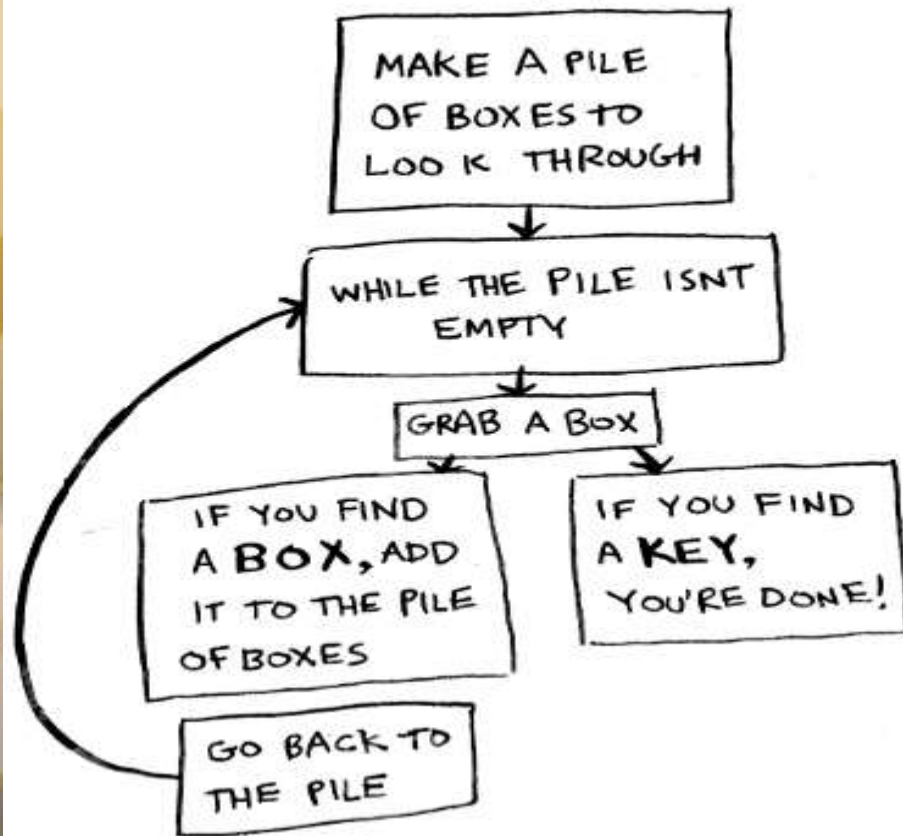 MAKE A PILE
OF BOXES TO
LOOK THROUGH
WHILE THE PILE ISNT
EMPTY
GRAB A BOX
IF YOU FIND
A BOX, ADD
IT TO THE PILE
OF BOXES
IF YOU FIND
A KEY,
YOU'RE DONE!
GO BACK TO
THE PILE